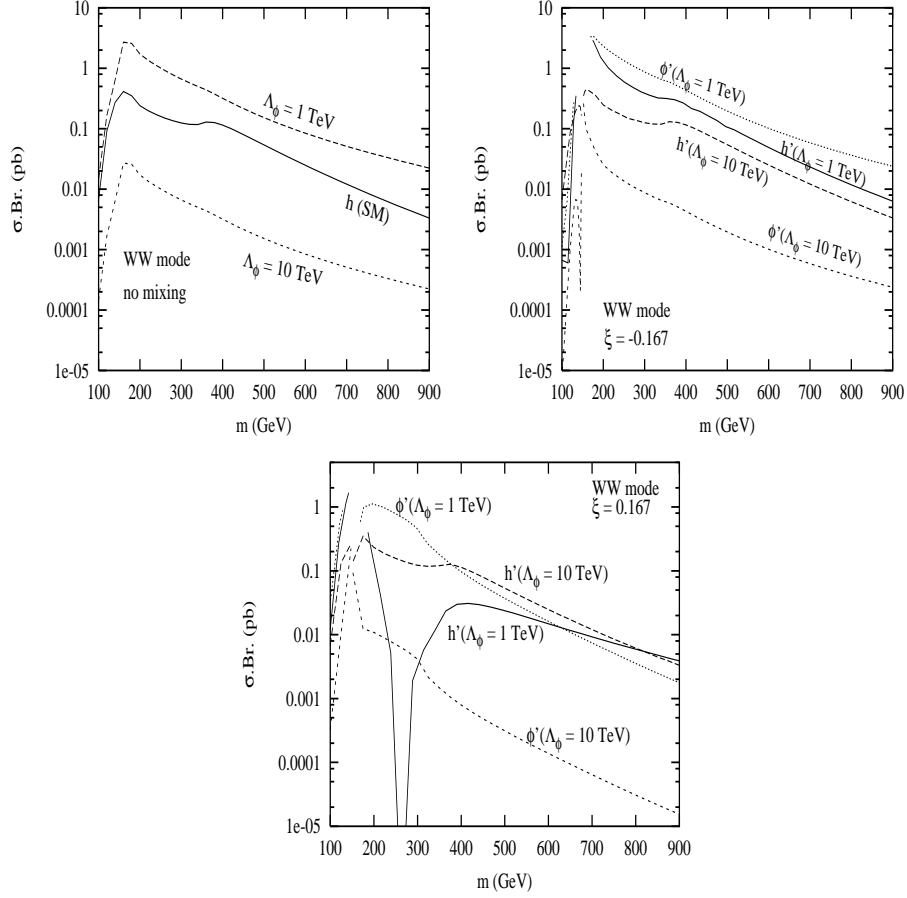 10
1
0.1
0.01
0.001
0.0001
1e-05
100 200 300 400 500 600 700 800 900
m (GeV)
σ.Br. (pb)
Λϕ = 1 TeV
h (SM)
Λϕ = 10 TeV
WW mode
no mixing
10
1
0.1
0.01
0.001
0.0001
1e-05
100 200 300 400 500 600 700 800 900
m (GeV)
σ.Br. (pb)
ϕ'(Λϕ = 1 TeV)
h'(Λϕ = 1 TeV)
h'(Λϕ = 10 TeV)
ϕ'(Λϕ = 10 TeV)
WW mode
ξ = -0.167
1
0.1
0.01
0.001
0.0001
1e-05
100 200 300 400 500 600 700 800 900
m (GeV)
σ.Br. (pb)
WW mode
ξ = 0.167
ϕ'(Λϕ = 1 TeV)
h'(Λϕ = 10 TeV)
h'(Λϕ = 1 TeV)
ϕ'(Λϕ = 10 TeV)